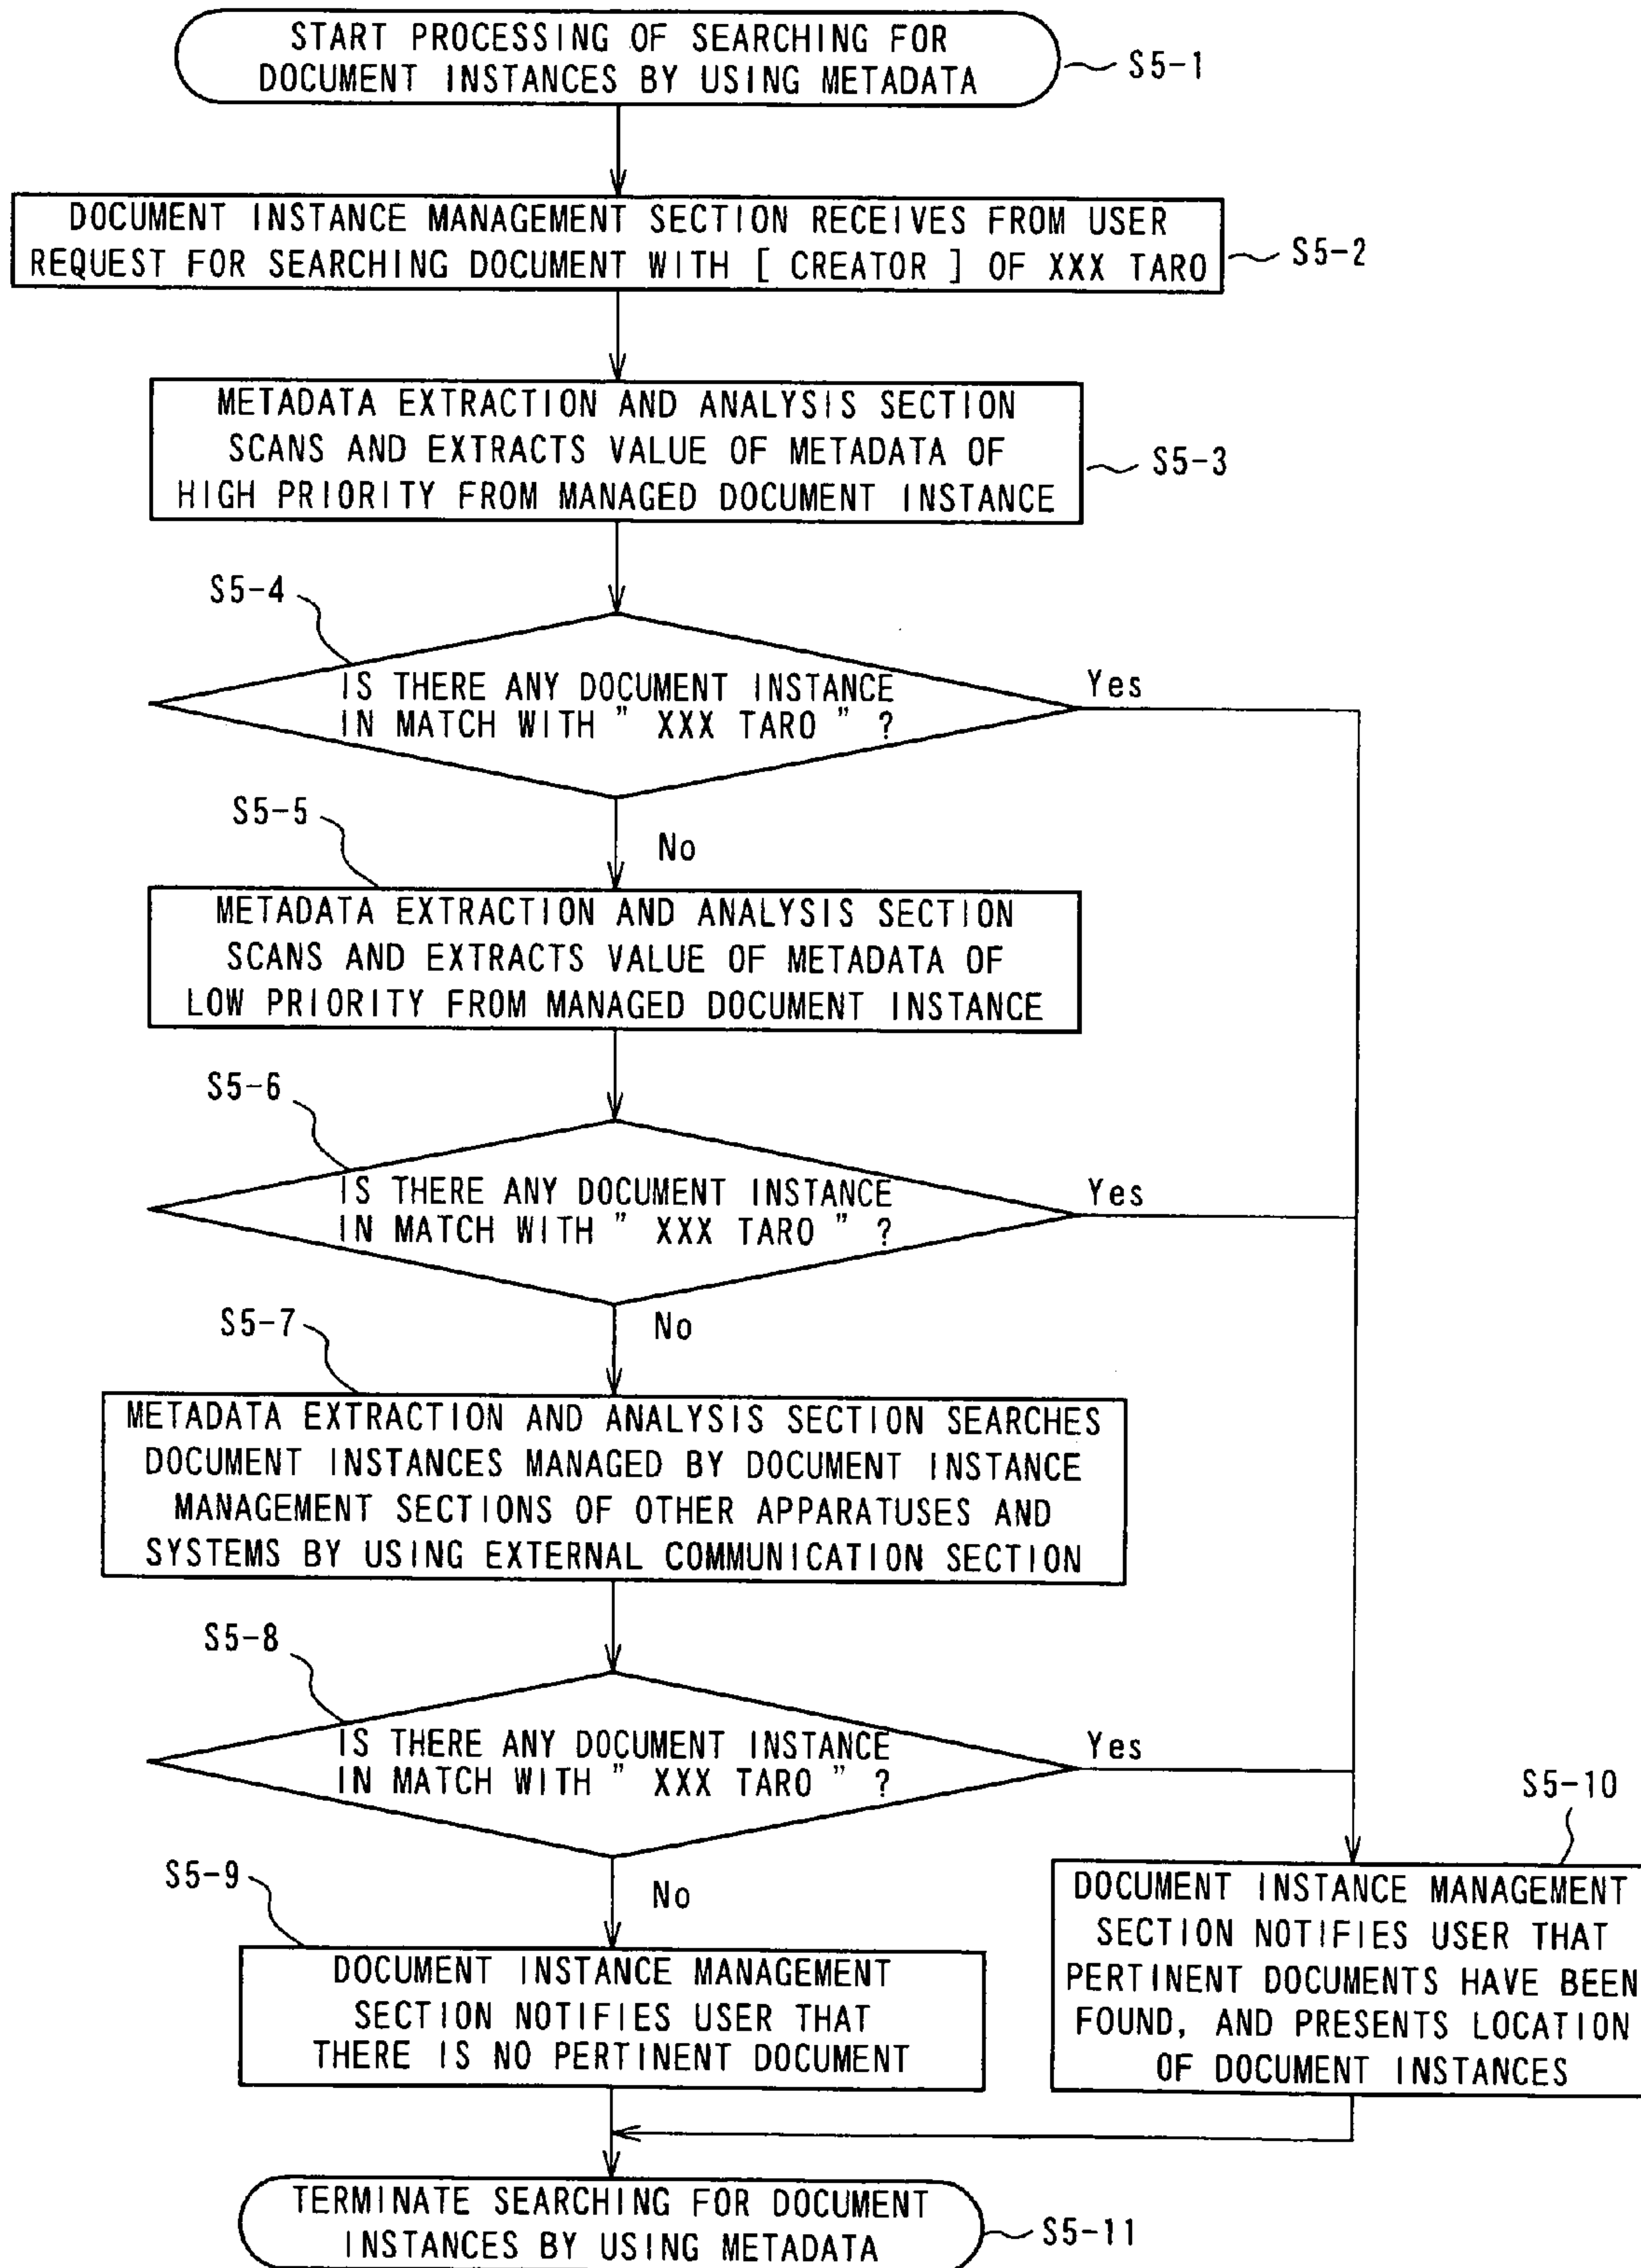 START PROCESSING OF SEARCHING FOR
DOCUMENT INSTANCES BY USING METADATA
S5-1
DOCUMENT INSTANCE MANAGEMENT SECTION RECEIVES FROM USER
REQUEST FOR SEARCHING DOCUMENT WITH [ CREATOR ] OF XXX TARO
S5-2
METADATA EXTRACTION AND ANALYSIS SECTION
SCANS AND EXTRACTS VALUE OF METADATA OF
HIGH PRIORITY FROM MANAGED DOCUMENT INSTANCE
S5-3
S5-4
IS THERE ANY DOCUMENT INSTANCE
IN MATCH WITH " XXX TARO " ?
Yes
No
S5-5
METADATA EXTRACTION AND ANALYSIS SECTION
SCANS AND EXTRACTS VALUE OF METADATA OF
LOW PRIORITY FROM MANAGED DOCUMENT INSTANCE
S5-6
IS THERE ANY DOCUMENT INSTANCE
IN MATCH WITH " XXX TARO " ?
Yes
No
S5-7
METADATA EXTRACTION AND ANALYSIS SECTION SEARCHES
DOCUMENT INSTANCES MANAGED BY DOCUMENT INSTANCE
MANAGEMENT SECTIONS OF OTHER APPARATUSES AND
SYSTEMS BY USING EXTERNAL COMMUNICATION SECTION
S5-8
IS THERE ANY DOCUMENT INSTANCE
IN MATCH WITH " XXX TARO " ?
Yes
No
S5-9
DOCUMENT INSTANCE MANAGEMENT
SECTION NOTIFIES USER THAT
THERE IS NO PERTINENT DOCUMENT
S5-10
DOCUMENT INSTANCE MANAGEMENT
SECTION NOTIFIES USER THAT
PERTINENT DOCUMENTS HAVE BEEN
FOUND, AND PRESENTS LOCATION
OF DOCUMENT INSTANCES
TERMINATE SEARCHING FOR DOCUMENT
INSTANCES BY USING METADATA
S5-11